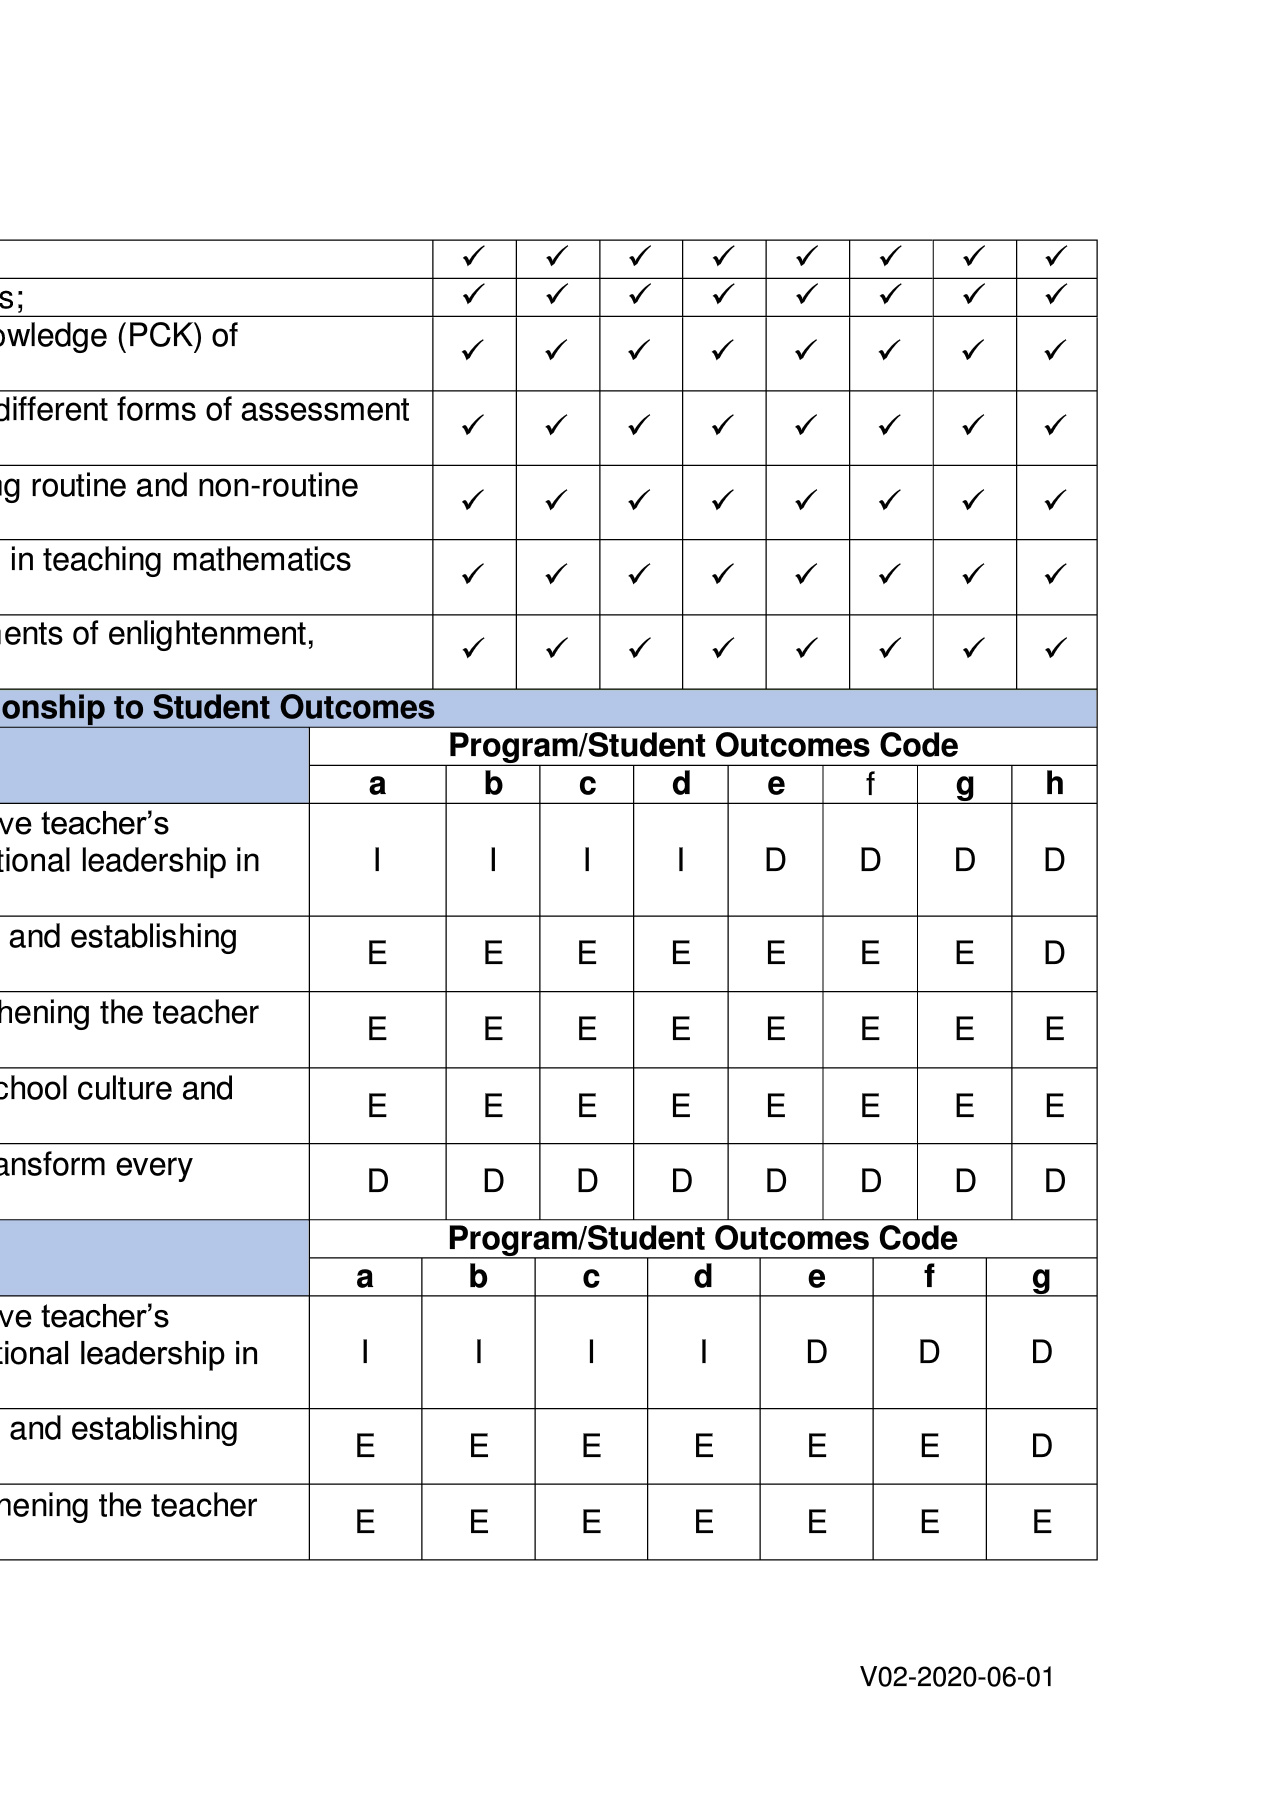 ✓ ✓ ✓ ✓ ✓ ✓ ✓ ✓
s; ✓ ✓ ✓ ✓ ✓ ✓ ✓ ✓
owledge (PCK) of
✓ ✓ ✓ ✓ ✓ ✓ ✓ ✓
different forms of assessment
✓ ✓ ✓ ✓ ✓ ✓ ✓ ✓
ng routine and non-routine
✓ ✓ ✓ ✓ ✓ ✓ ✓ ✓
in teaching mathematics
✓ ✓ ✓ ✓ ✓ ✓ ✓ ✓
ents of enlightenment,
✓ ✓ ✓ ✓ ✓ ✓ ✓ ✓
onship to Student Outcomes
Program/Student Outcomes Code
a b c d e f g h
ve teacher’s
tional leadership in
I I I I D D D D
and establishing
E E E E E E E D
hening the teacher
E E E E E E E E
chool culture and
E E E E E E E E
ansform every
D D D D D D D D
Program/Student Outcomes Code
a b c d e f g
ve teacher’s
tional leadership in
I I I I D D D
and establishing
E E E E E E D
hening the teacher
E E E E E E E
V02-2020-06-01